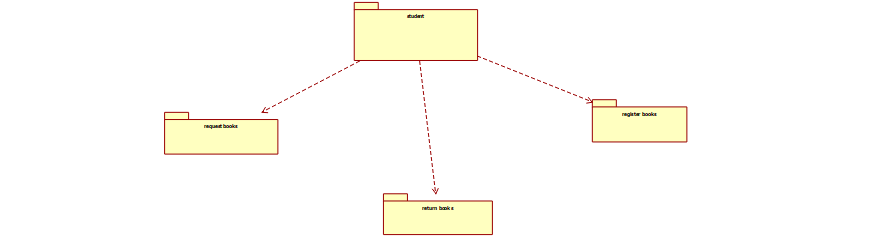 student
request books
register books
return books